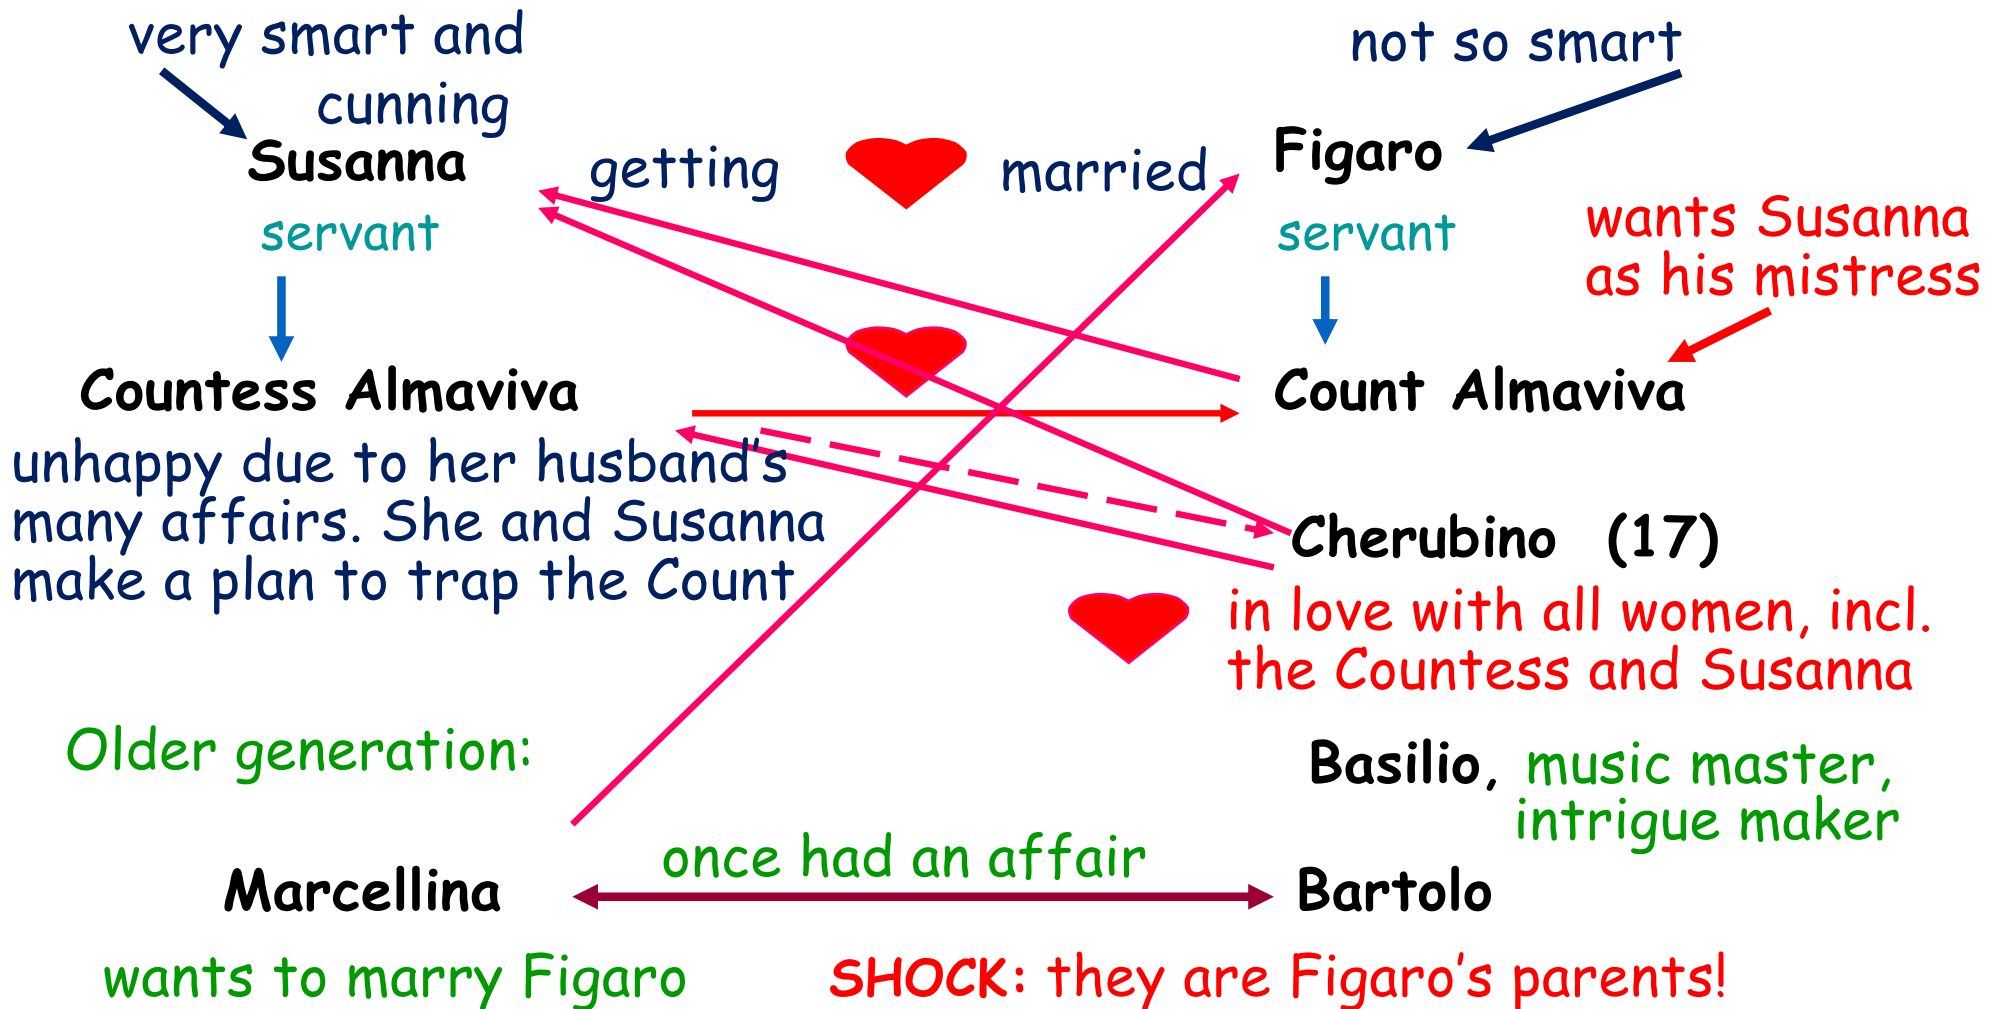 very smart and
cunning
not so smart
Susanna
getting married
Figaro
servant
servant
wants Susanna
as his mistress
Countess Almaviva
Count Almaviva
unhappy due to her husband's
many affairs. She and Susanna
make a plan to trap the Count
Cherubino (17)
in love with all women, incl.
the Countess and Susanna
Older generation:
Basilio, music master,
intrigue maker
once had an affair
Marcellina
Bartolo
wants to marry Figaro
SHOCK: they are Figaro’s parents!